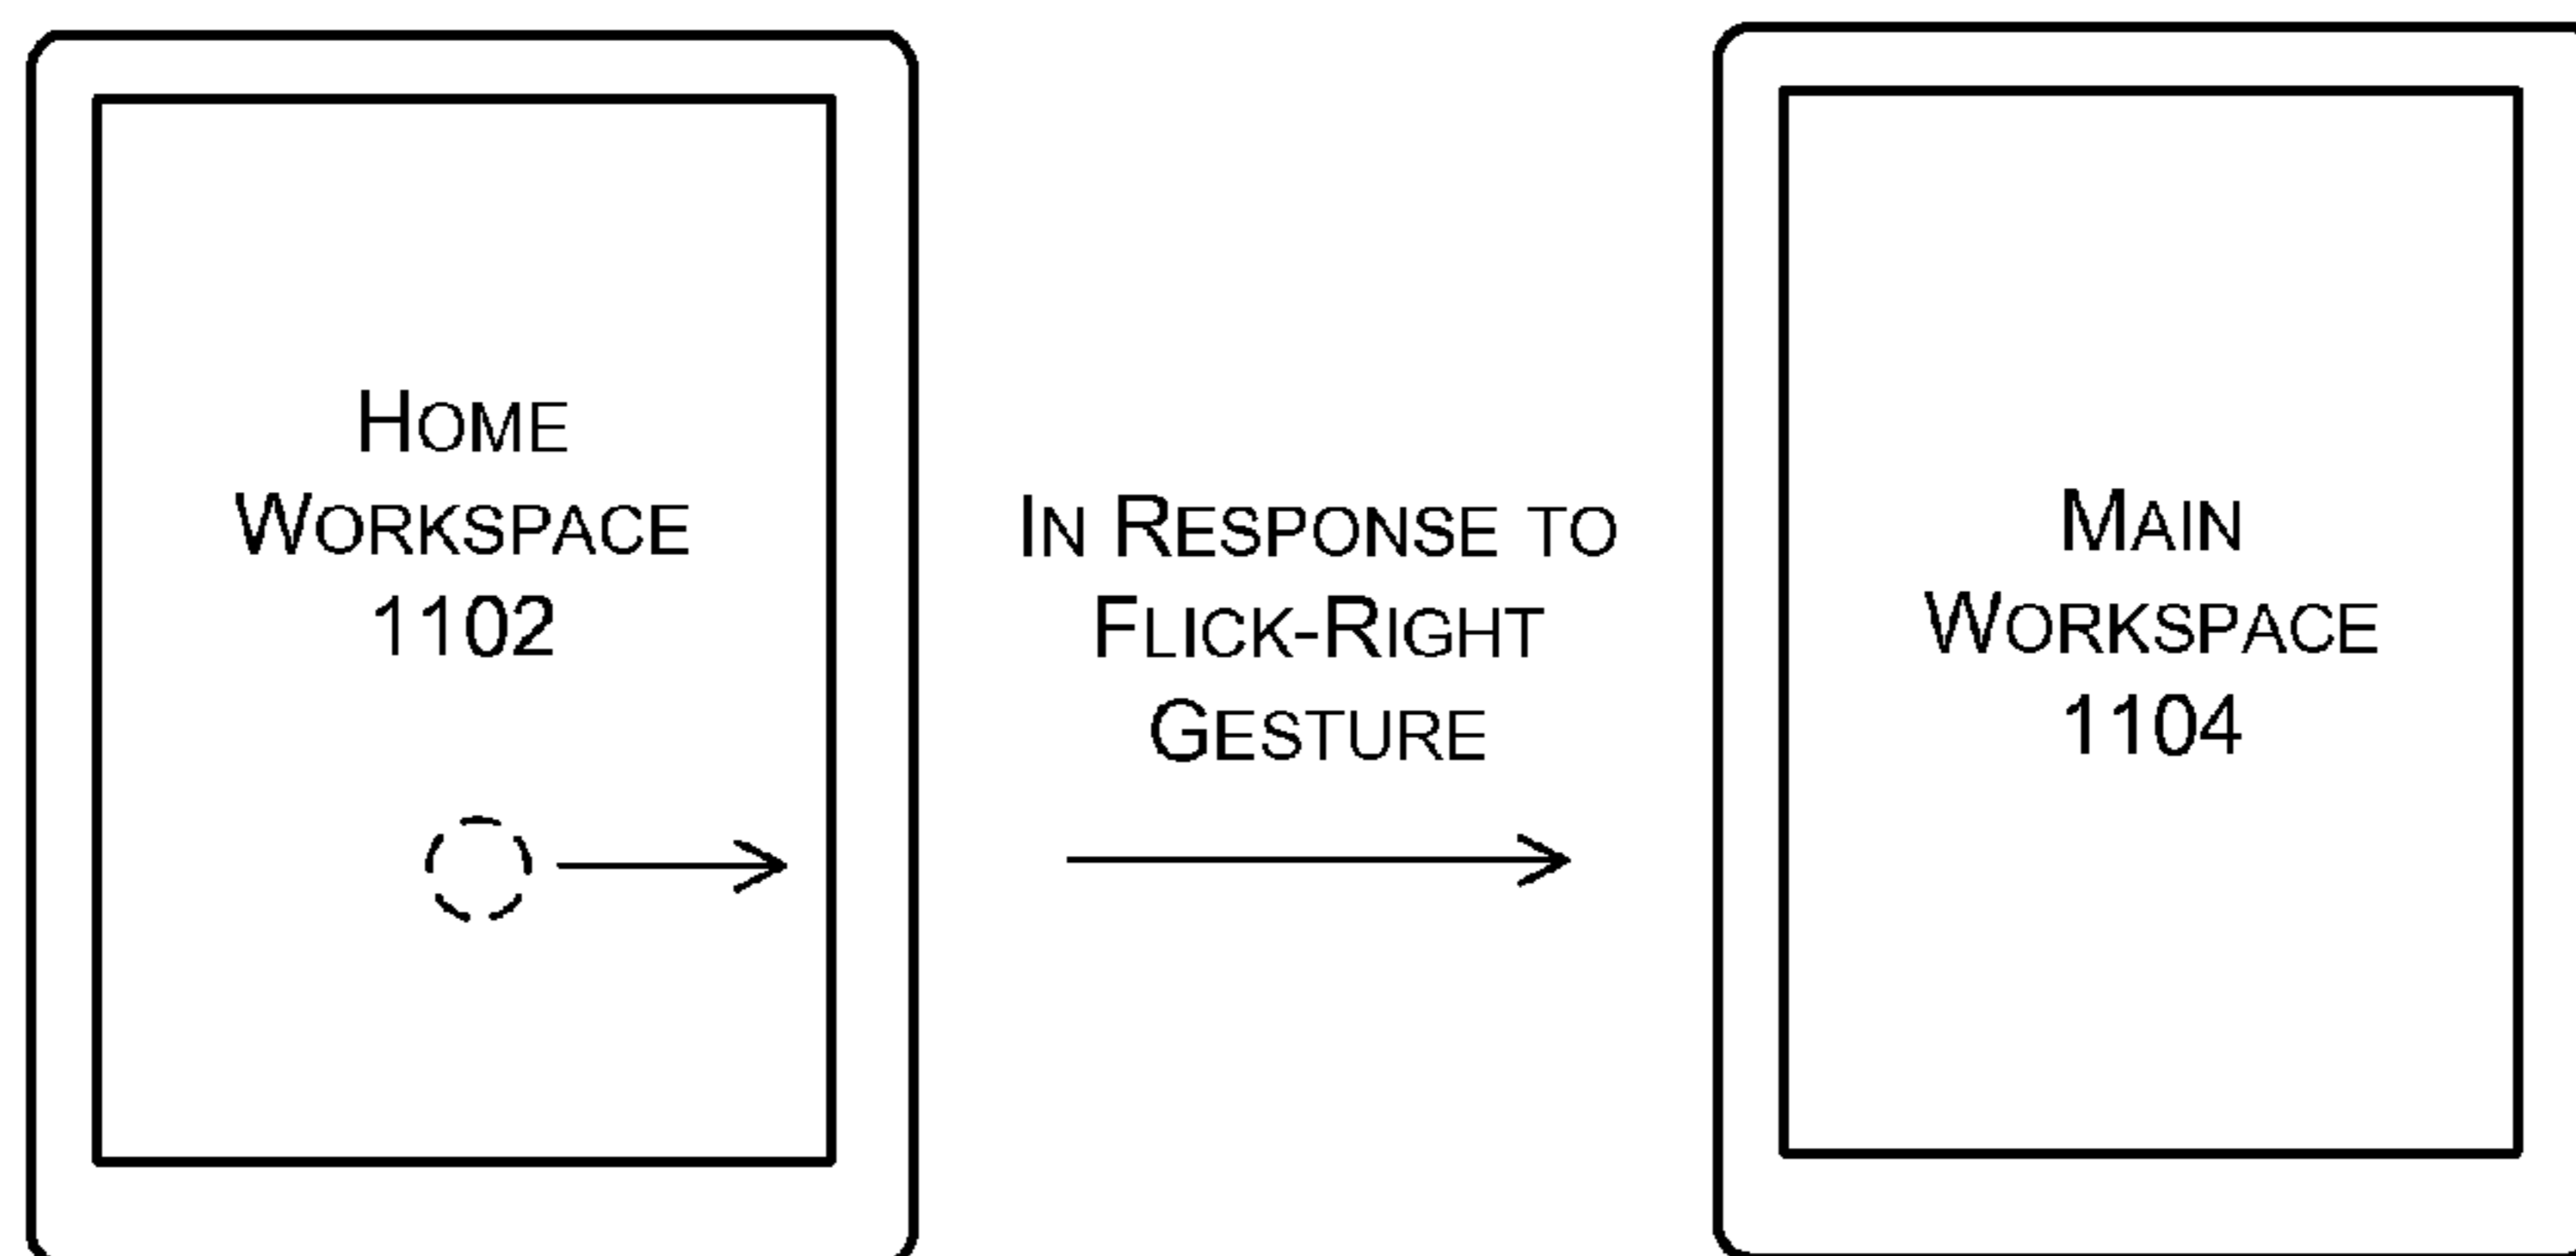 HOME
WORKSPACE
1102
IN RESPONSE TO
FLICK-RIGHT
GESTURE
MAIN
WORKSPACE
1104